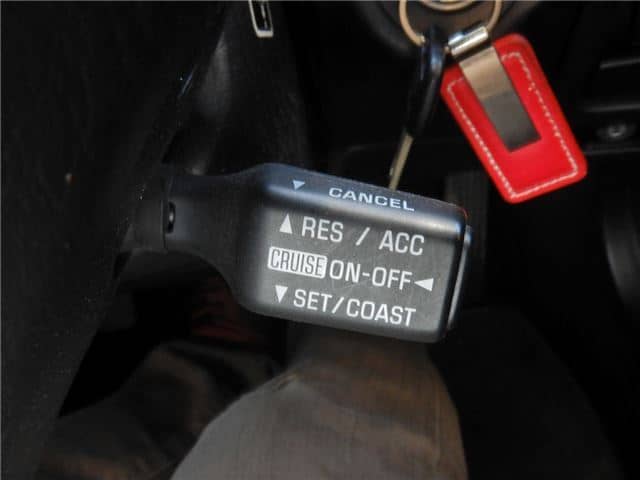 ▼ CANCEL
▲ RES / ACC
CRUISE ON-OFF ◄
▼ SET/COAST